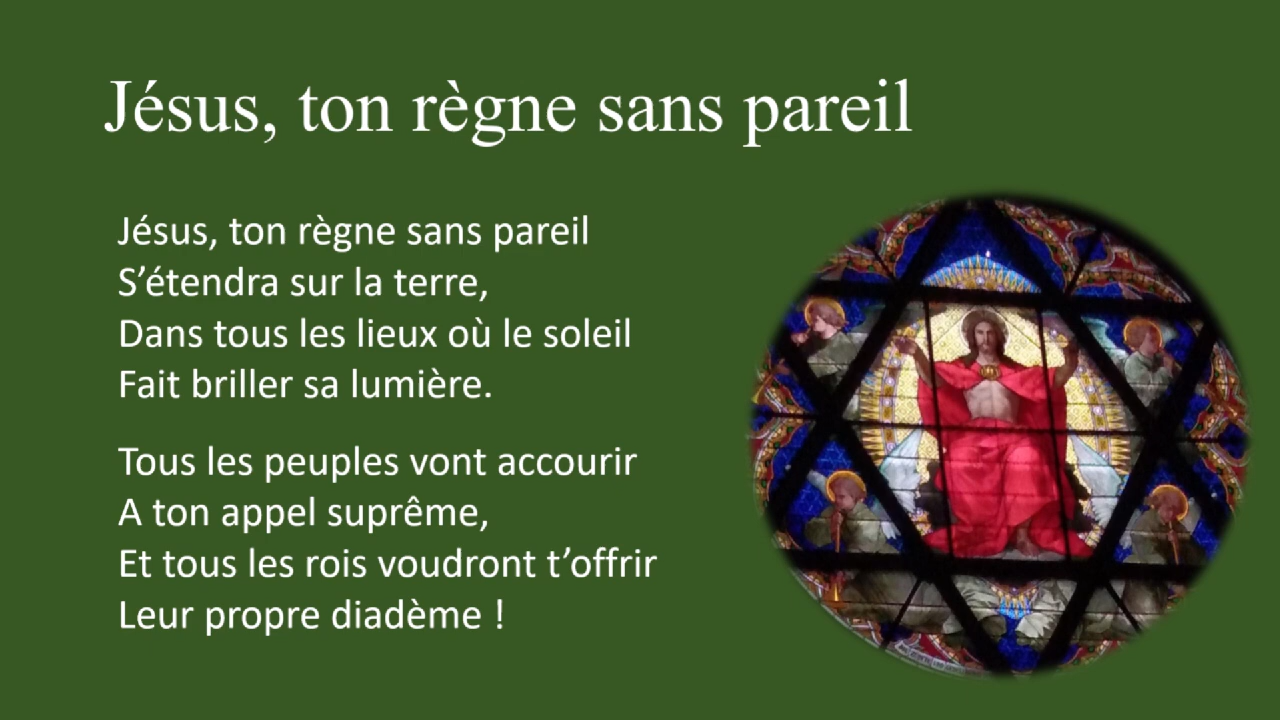 Jésus, ton règne sans pareil
Jésus, ton règne sans pareil
S’étendra sur la terre,
Dans tous les lieux où le soleil
Fait briller sa lumière.
Tous les peuples vont accourir
A ton appel suprême,
Et tous les rois voudront t’offrir
Leur propre diadème !